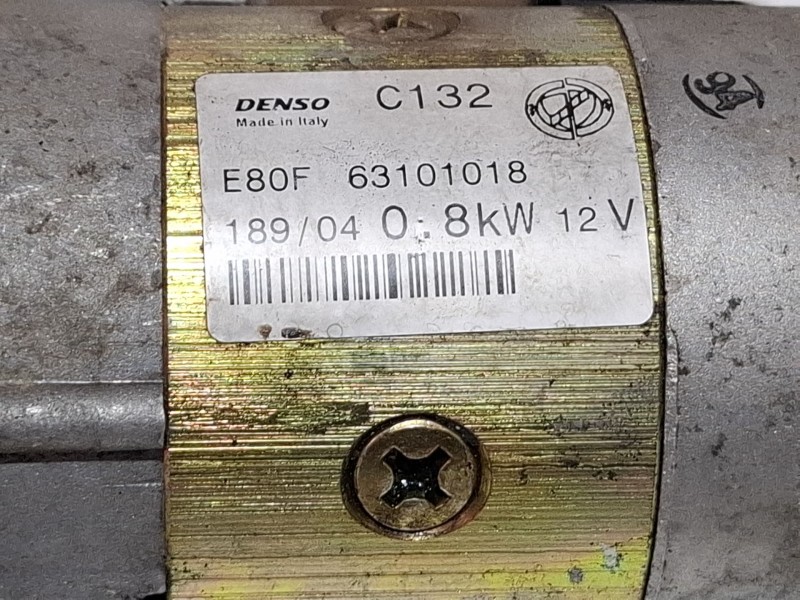 DENSO C132
Made in Italy
E80F 63101018
189/04 0.8kW 12V